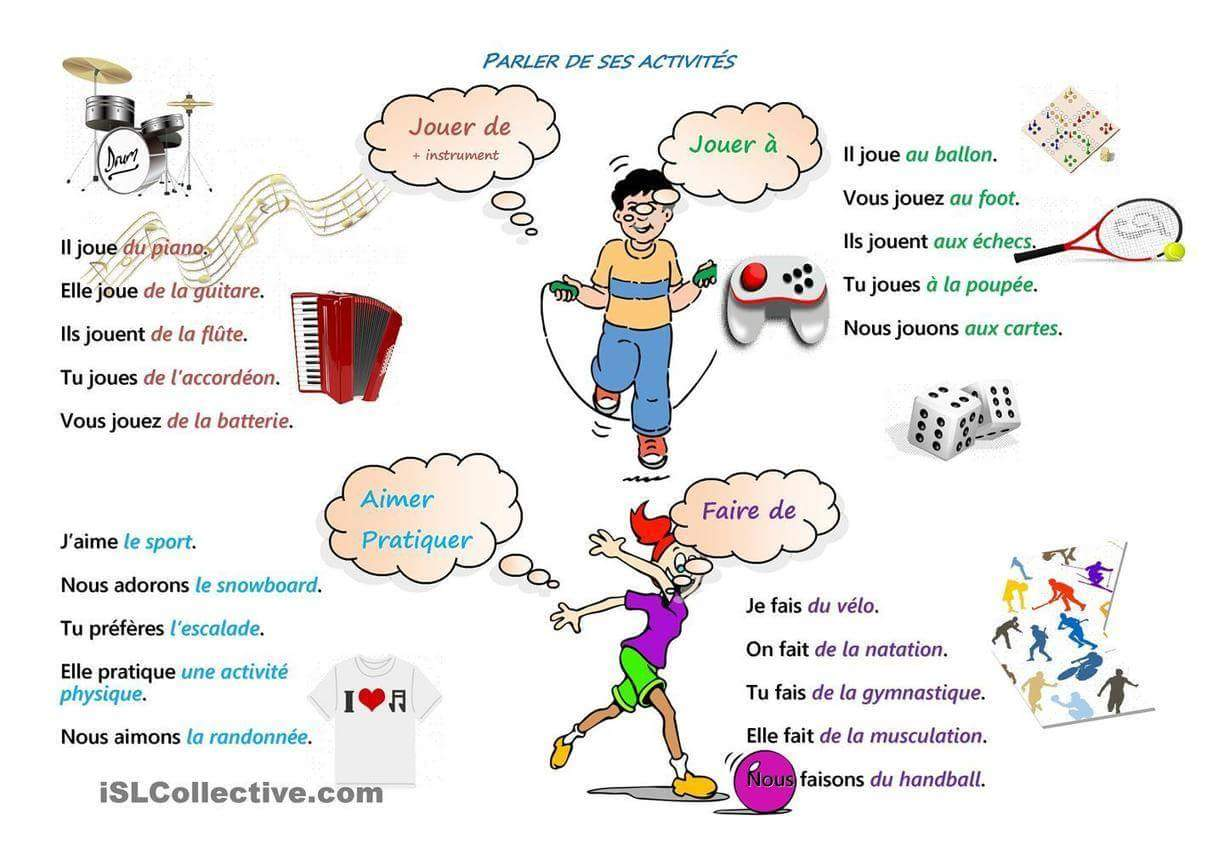 PARLER DE SES ACTIVITÉS
Jouer de
+ instrument
Drum
Il joue du piano.
Elle joue de la guitare.
Ils jouent de la flûte.
Tu joues de l'accordéon.
Vous jouez de la batterie.
Jouer à
Il joue au ballon.
Vous jouez au foot.
Ils jouent aux échecs.
Tu joues à la poupée.
Nous jouons aux cartes.
Aimer
Pratiquer
J'aime le sport.
Nous adorons le snowboard.
Tu préfères l'escalade.
Elle pratique une activité
physique.
Nous aimons la randonnée.
I
Faire de
Je fais du vélo.
On fait de la natation.
Tu fais de la gymnastique.
Elle fait de la musculation.
Nous faisons du handball.
iSLCollective.com